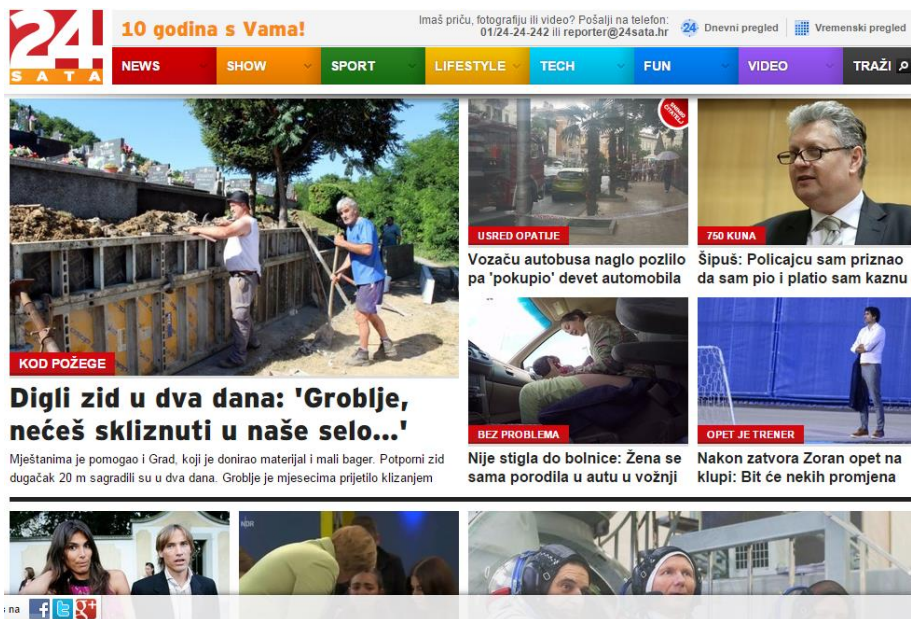 24
SATA
10 godina s Vama!
Imaš priču, fotografiju ili video? Pošalji na telefon:
01/24-24-242 ili reporter@24sata.hr
24 Dnevni pregled
Vremenski pregled
NEWS
SHOW
SPORT
LIFESTYLE
TECH
FUN
VIDEO
TRAŽI
KOD POŽEGE
Digli zid u dva dana: 'Groblje,
nećeš skliznuti u naše selo...'
Mještanima je pomogao i Grad, koji je donirao materijal i mali bager. Potporni zid
dugačak 20 m sagradili su u dva dana. Groblje je mjesecima prijetilo klizanjem
USRED OPATIJE
Vozaču autobusa naglo pozlilo
pa 'pokupio' devet automobila
750 KUNA
Šipuš: Policajcu sam priznao
da sam pio i platio sam kaznu
BEZ PROBLEMA
Nije stigla do bolnice: Žena se
sama porodila u autu u vožnji
OPET JE TRENER
Nakon zatvora Zoran opet na
klupi: Bit će nekih promjena
NDR
na